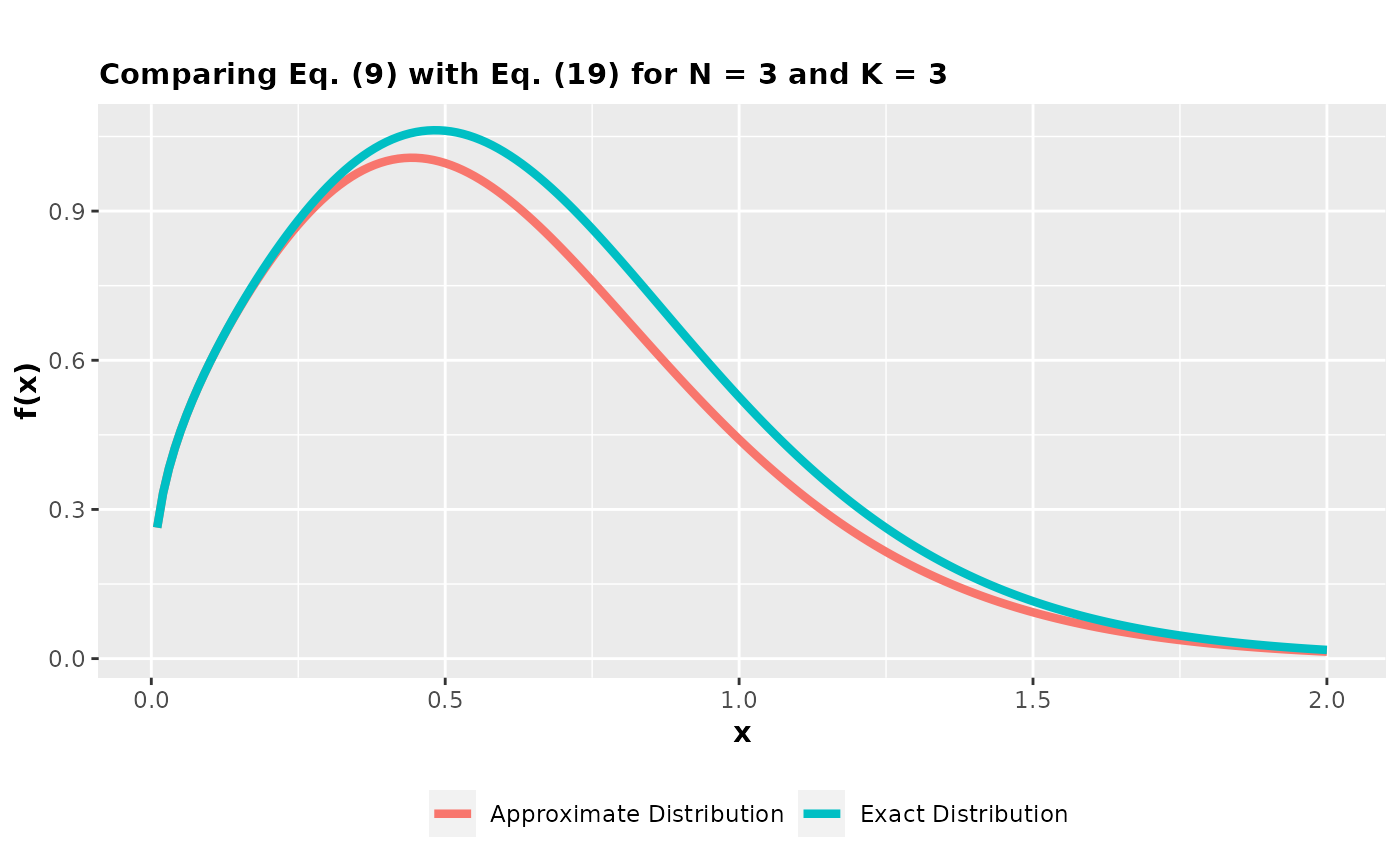 Comparing Eq. (9) with Eq. (19) for N = 3 and K = 3
f(x)
0.9
0.6
0.3
0.0
0.0 0.5 1.0 1.5 2.0
x
Approximate Distribution Exact Distribution